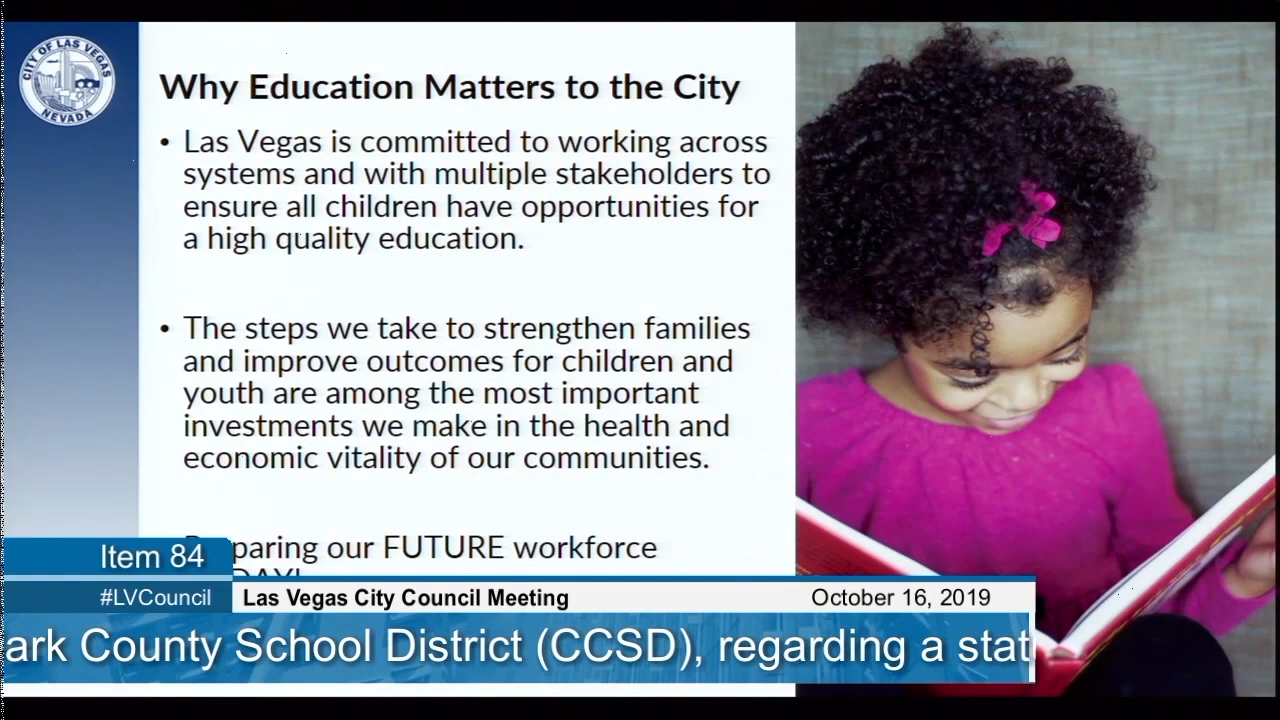 CITY OF LAS VEGAS
NEVADA
Why Education Matters to the City
• Las Vegas is committed to working across
systems and with multiple stakeholders to
ensure all children have opportunities for
a high quality education.
• The steps we take to strengthen families
and improve outcomes for children and
youth are among the most important
investments we make in the health and
economic vitality of our communities.
our FUTURE workforce
Item 84
#LVCouncil
Las Vegas City Council Meeting
October 16, 2019
County School District (CCSD), regarding a